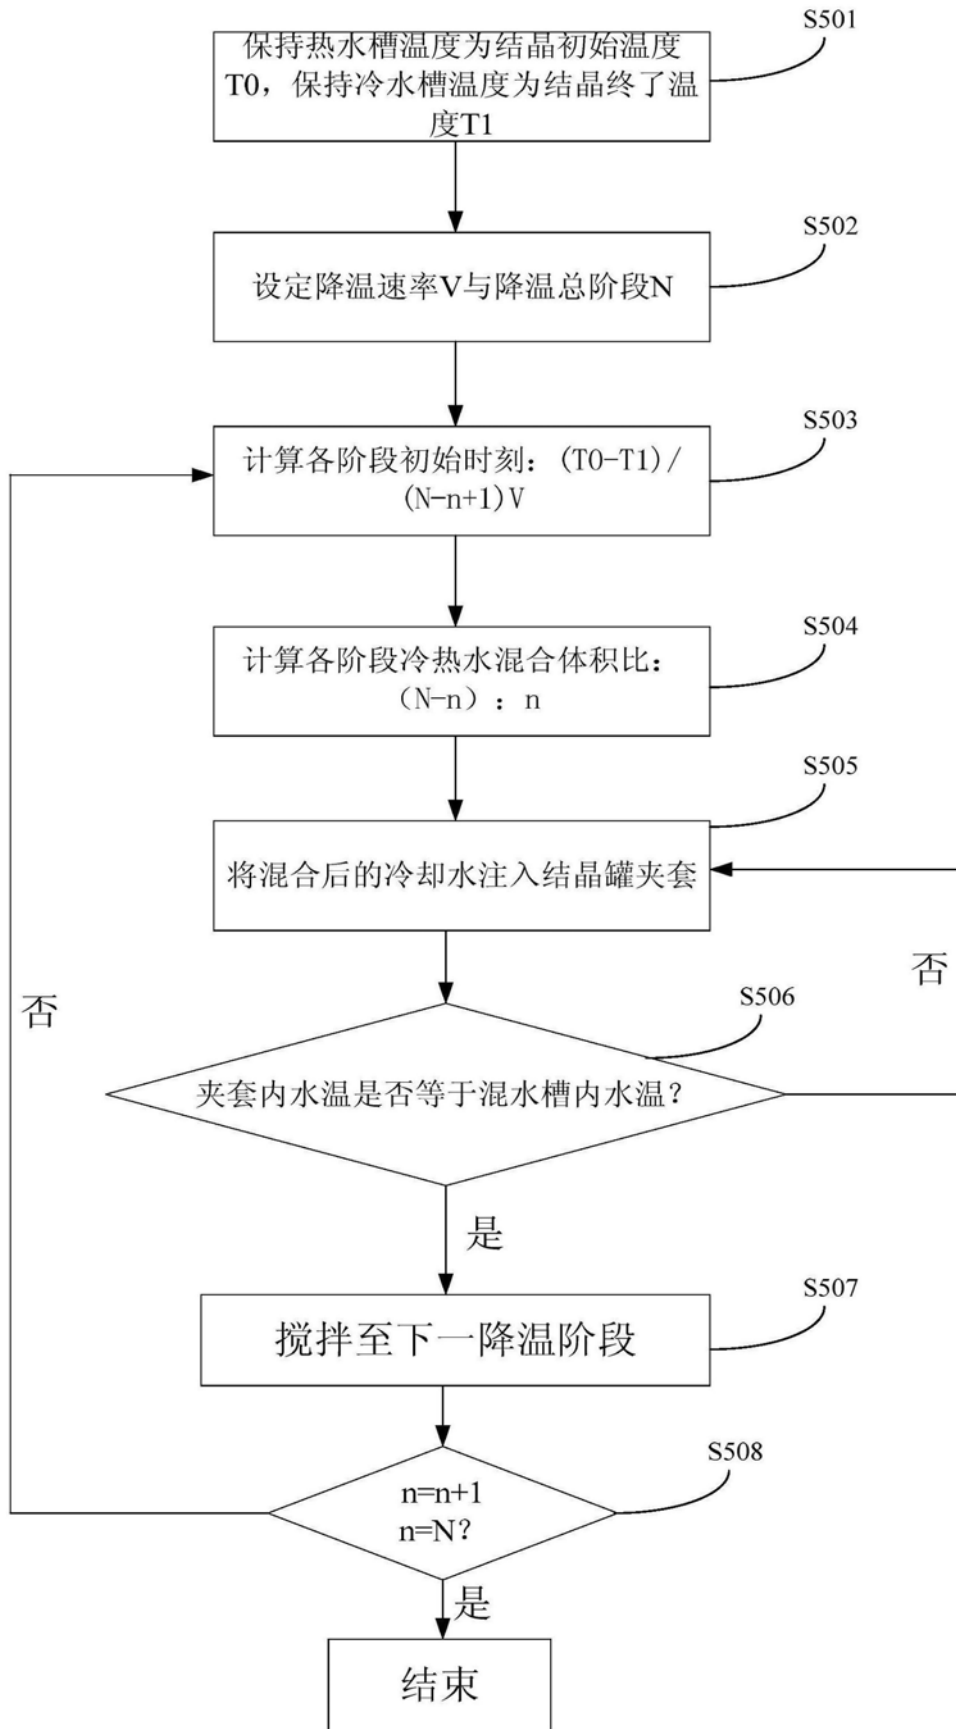 S501
保持热水槽温度为结晶初始温度
T0，保持冷水槽温度为结晶终了温
度T1
S502
设定降温速率V与降温总阶段N
S503
计算各阶段初始时刻：(T0-T1)/
(N-n+1)V
S504
计算各阶段冷热水混合体积比：
（N-n）：n
S505
将混合后的冷却水注入结晶罐夹套
否
否
S506
夹套内水温是否等于混水槽内水温？
是
S507
搅拌至下一降温阶段
S508
n=n+1
n=N？
是
结束